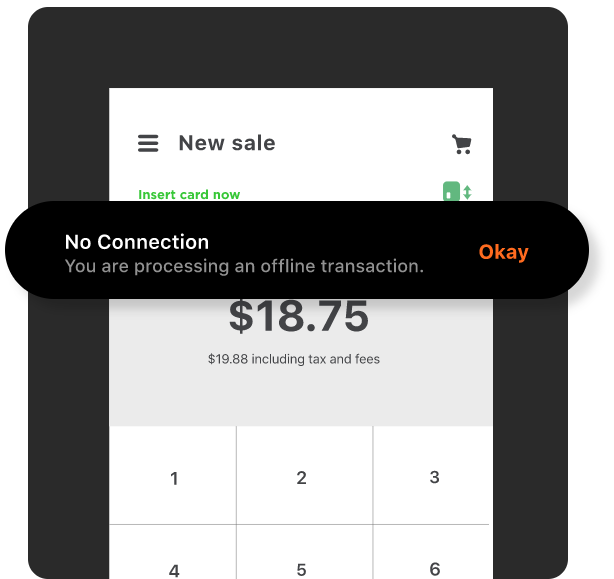 New sale
Insert card now
No Connection
You are processing an offline transaction.
Okay
$18.75
$19.88 including tax and fees
1
2
3
4
5
6